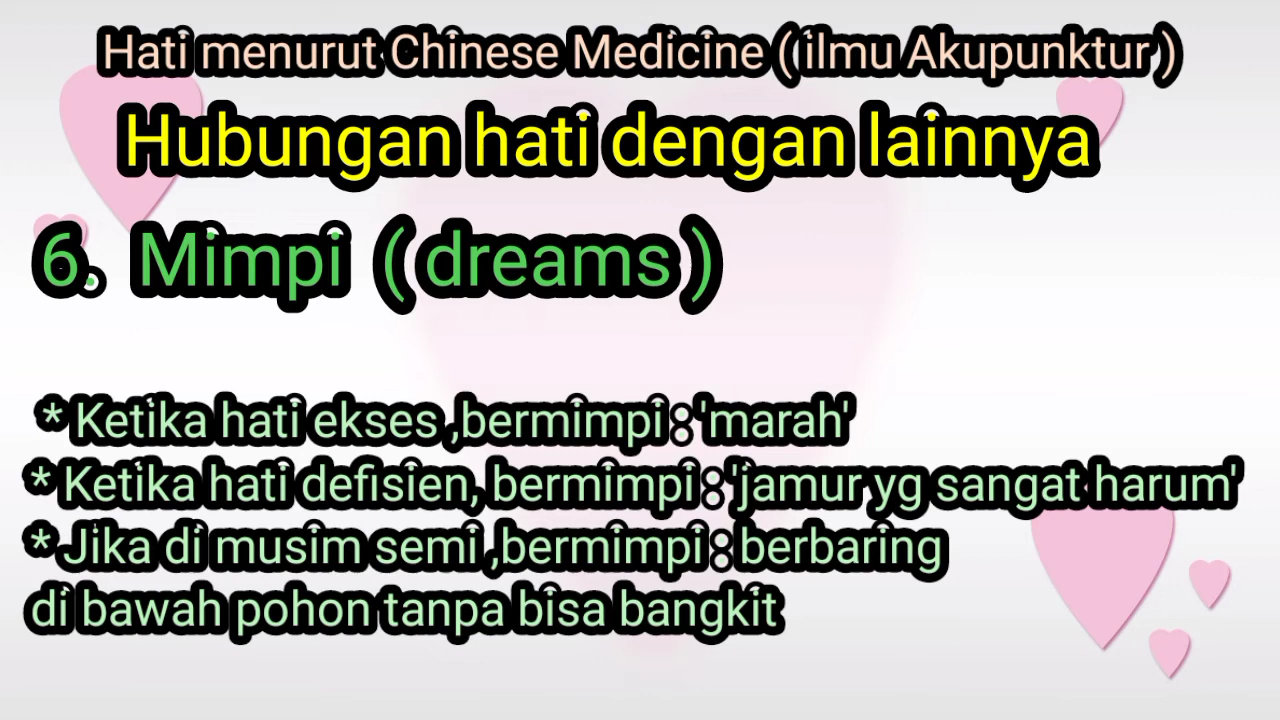 Hati menurut Chinese Medicine ( ilmu Akupunktur )
Hubungan hati dengan lainnya
6. Mimpi ( dreams )
* Ketika hati ekses ,bermimpi : 'marah'
* Ketika hati defisien, bermimpi : 'jamur yg sangat harum'
* Jika di musim semi ,bermimpi : berbaring
di bawah pohon tanpa bisa bangkit